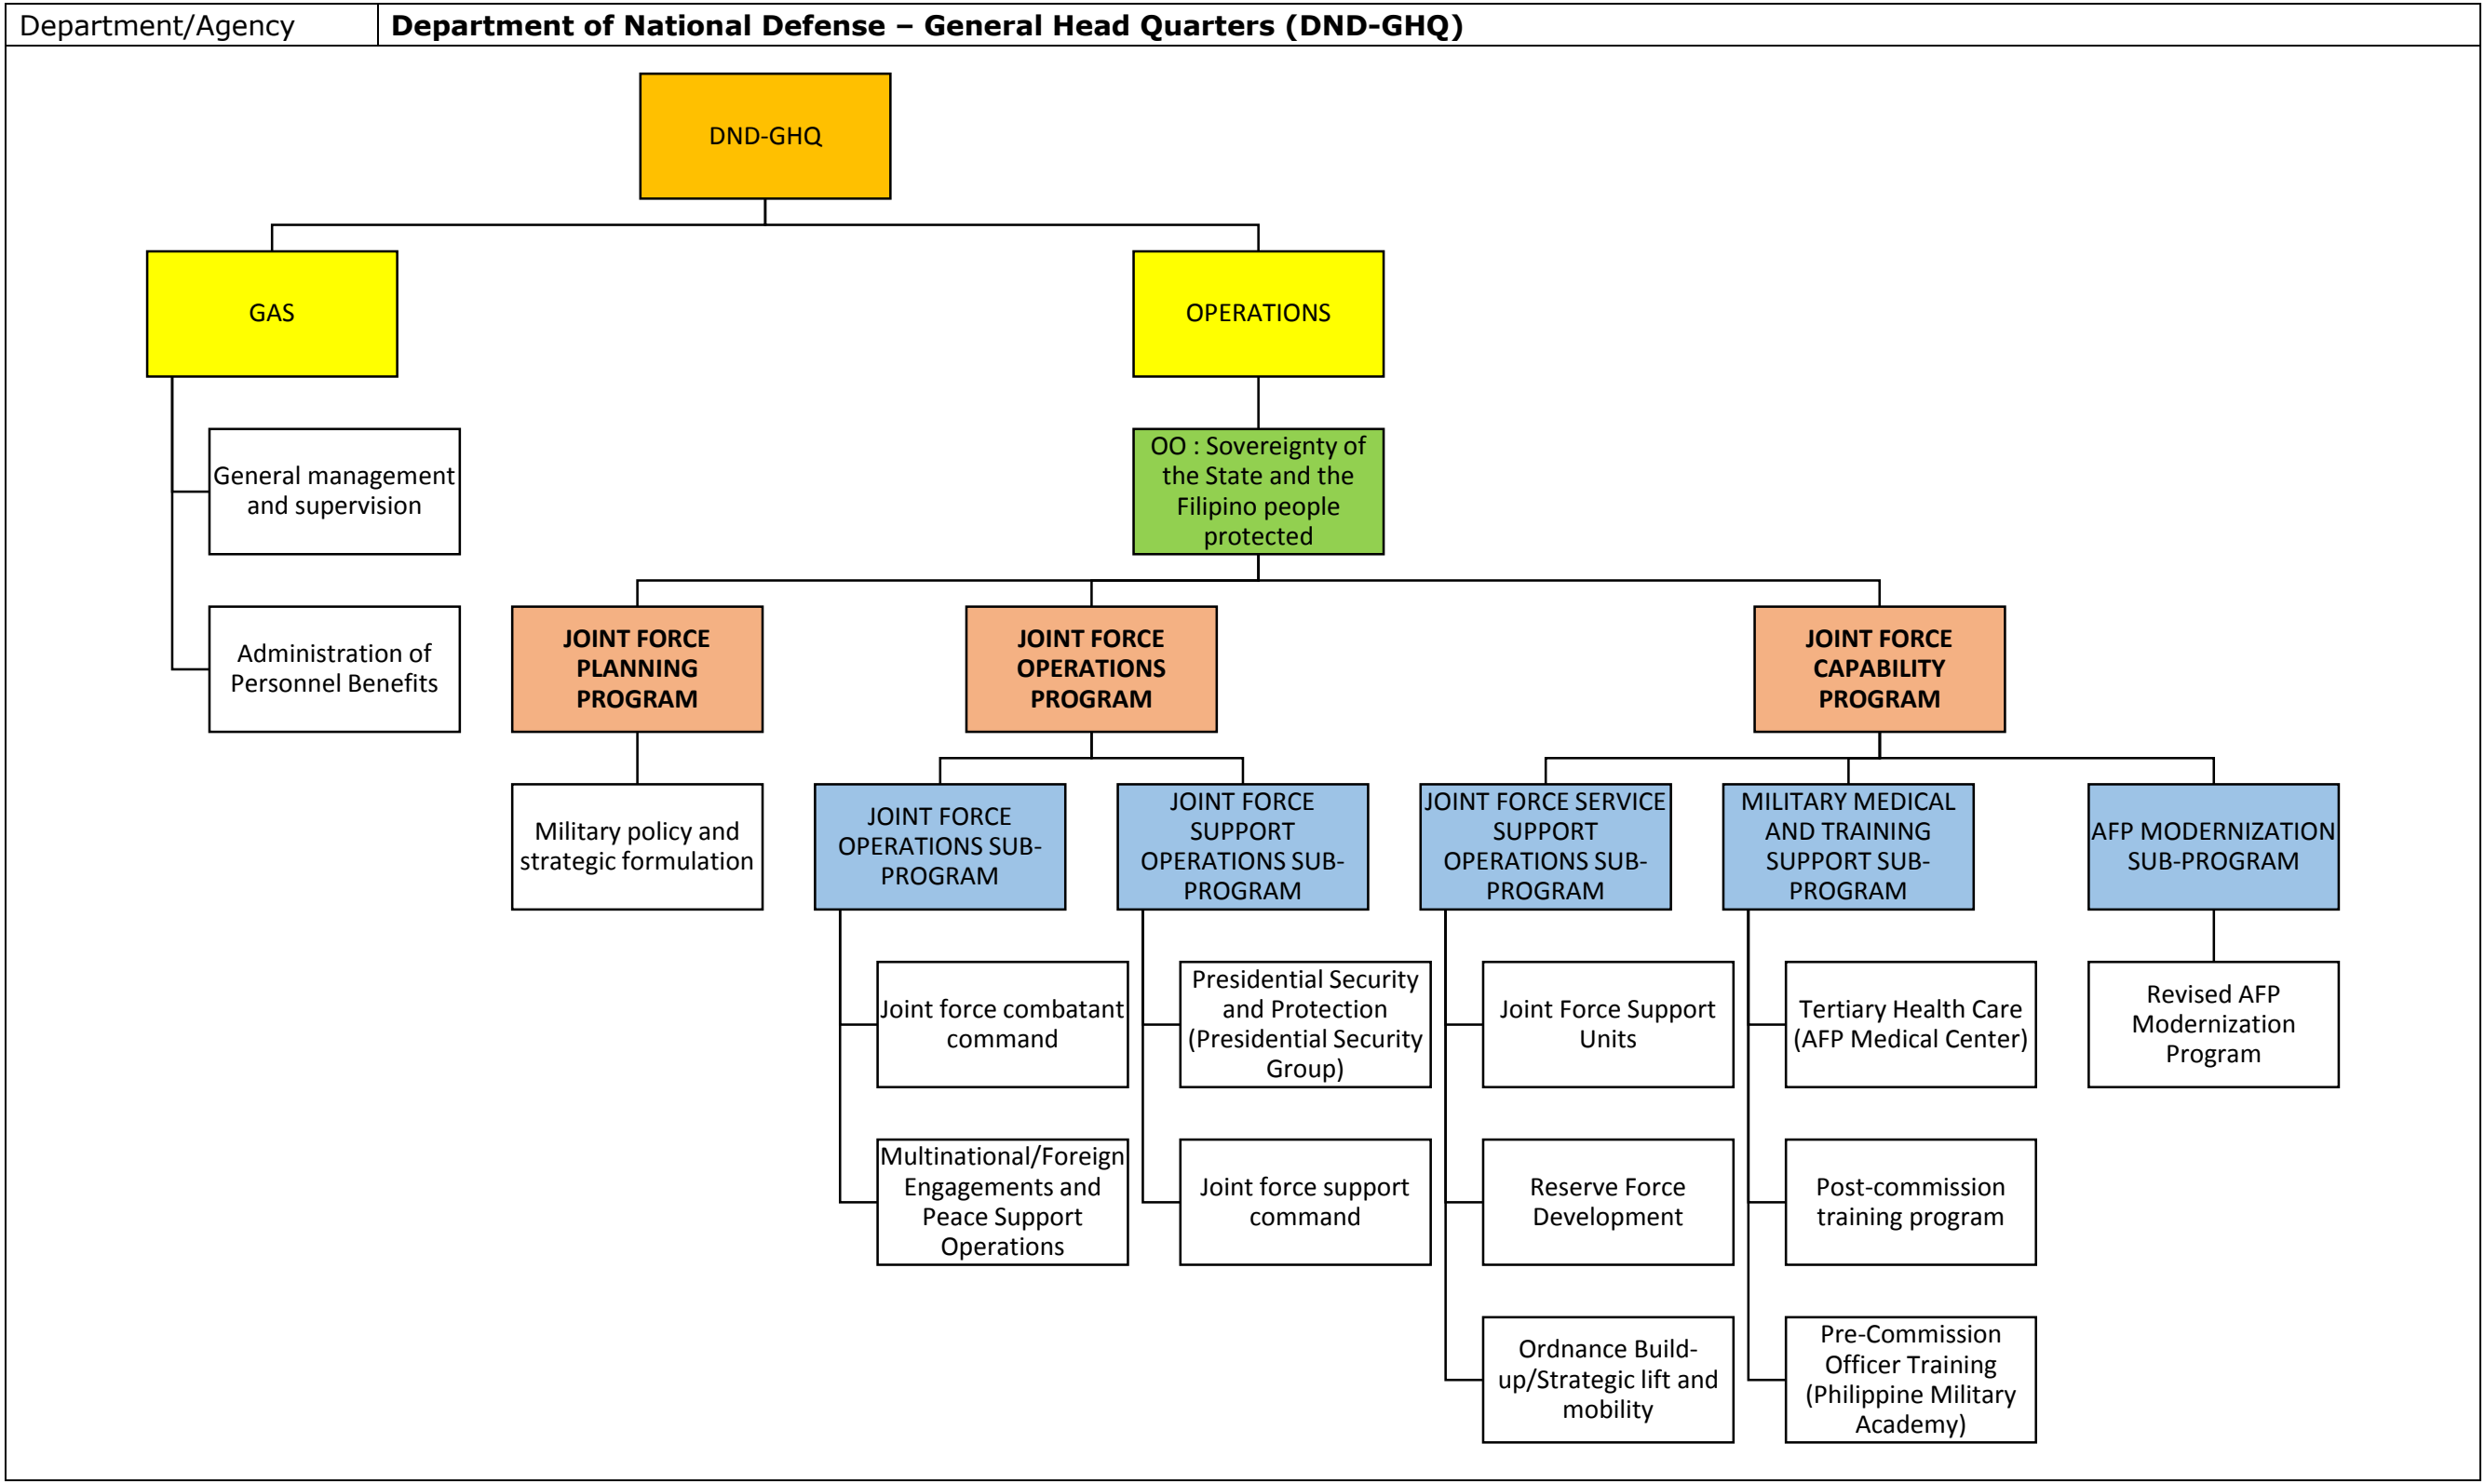 Department/Agency
Department of National Defense – General Head Quarters (DND-GHQ)
DND-GHQ
GAS
OPERATIONS
General management
and supervision
OO : Sovereignty of
the State and the
Filipino people
protected
Administration of
Personnel Benefits
JOINT FORCE
PLANNING
PROGRAM
JOINT FORCE
OPERATIONS
PROGRAM
JOINT FORCE
CAPABILITY
PROGRAM
Military policy and
strategic formulation
JOINT FORCE
OPERATIONS SUB-
PROGRAM
JOINT FORCE
SUPPORT
OPERATIONS SUB-
PROGRAM
JOINT FORCE SERVICE
SUPPORT
OPERATIONS SUB-
PROGRAM
MILITARY MEDICAL
AND TRAINING
SUPPORT SUB-
PROGRAM
AFP MODERNIZATION
SUB-PROGRAM
Joint force combatant
command
Presidential Security
and Protection
(Presidential Security
Group)
Joint Force Support
Units
Tertiary Health Care
(AFP Medical Center)
Revised AFP
Modernization
Program
Multinational/Foreign
Engagements and
Peace Support
Operations
Joint force support
command
Reserve Force
Development
Post-commission
training program
Ordnance Build-
up/Strategic lift and
mobility
Pre-Commission
Officer Training
(Philippine Military
Academy)